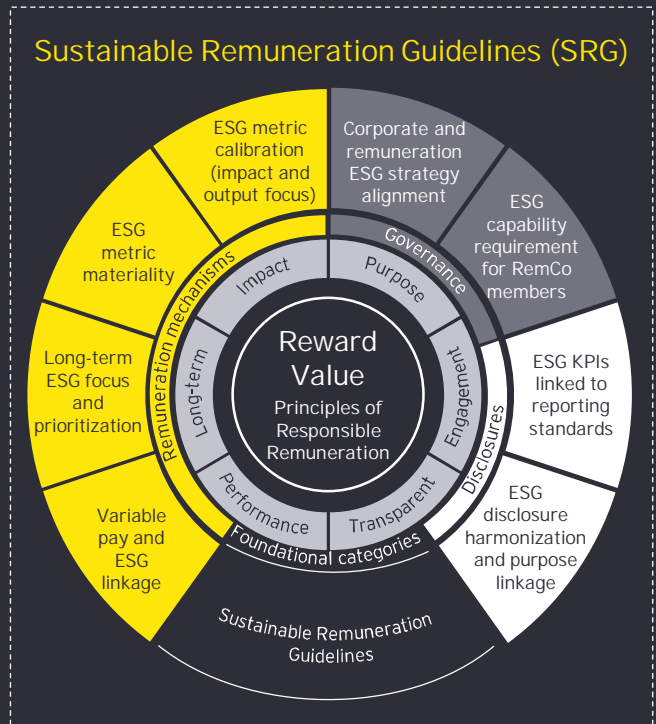 Sustainable Remuneration Guidelines (SRG)
ESG metric
calibration
(impact and
output focus)
Corporate and
remuneration
ESG strategy
alignment
ESG
capability
requirement
for RemCo
members
ESG KPIs
linked to
reporting
standards
ESG
disclosure
harmonization
and purpose
linkage
Variable
pay and
ESG
linkage
Long-term
ESG focus
and
prioritization
ESG
metric
materiality
Remuneration mechanisms
Governance
Disclosures
Foundational categories
Impact
Purpose
Engagement
Transparent
Performance
Long-term
Reward
Value
Principles of
Responsible
Remuneration
Sustainable Remuneration
Guidelines